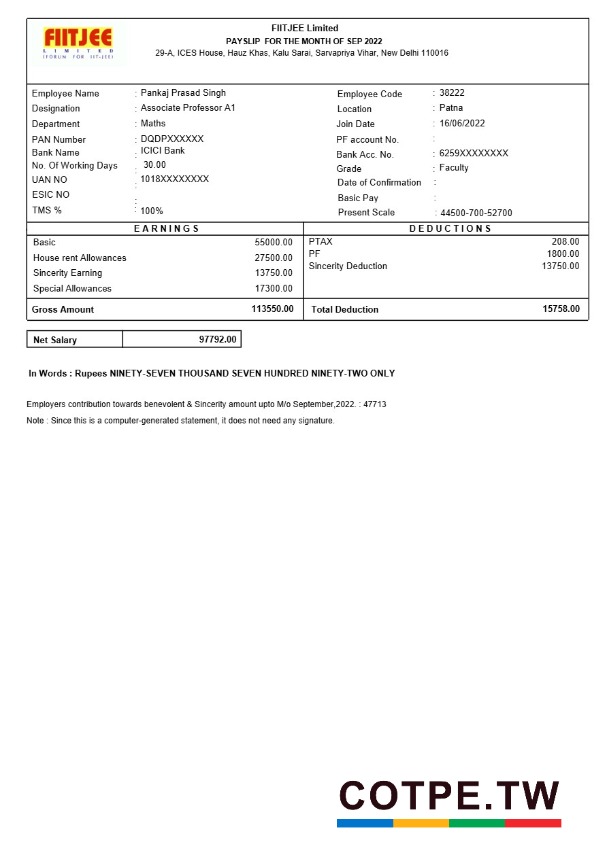 FIITJEE
LIMITED
(FORUM FOR IIT-JEE)
FIITJEE Limited
PAYSLIP FOR THE MONTH OF SEP 2022
29-A, ICES House, Hauz Khas, Kalu Sarai, Sarvapriya Vihar, New Delhi 110016
Employee Name : Pankaj Prasad Singh Employee Code : 38222
Designation : Associate Professor A1 Location : Patna
Department : Maths Join Date : 16/06/2022
PAN Number : DQDPXXXXXX PF account No. :
Bank Name : ICICI Bank Bank Acc. No. : 6259XXXXXXXX
No. Of Working Days : 30.00 Grade : Faculty
UAN NO : 1018XXXXXXXX Date of Confirmation :
ESIC NO : Basic Pay :
TMS % : 100% Present Scale : 44500-700-52700
EARNINGS DEDUCTIONS
Basic 55000.00 PTAX 208.00
House rent Allowances 27500.00 PF 1800.00
Sincerity Earning 13750.00 Sincerity Deduction 13750.00
Special Allowances 17300.00
Gross Amount 113550.00 Total Deduction 15758.00
Net Salary 97792.00
In Words : Rupees NINETY-SEVEN THOUSAND SEVEN HUNDRED NINETY-TWO ONLY
Employers contribution towards benevolent & Sincerity amount upto M/o September,2022. : 47713
Note : Since this is a computer-generated statement, it does not need any signature.
COTPE.TW